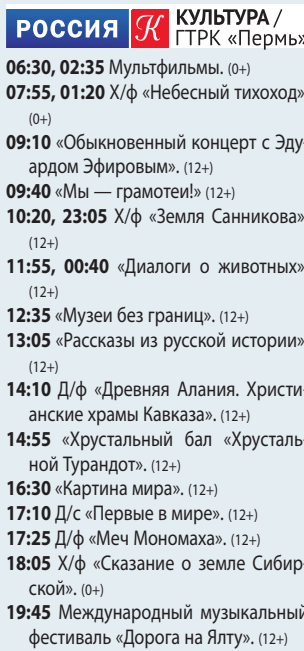 РОССИЯ К КУЛЬТУРА /
ГТРК «Пермь»
06:30, 02:35 Мультфильмы. (0+)
07:55, 01:20 Х/ф «Небесный тихоход»
(0+)
09:10 «Обыкновенный концерт с Эду-
ардом Эфировым». (12+)
09:40 «Мы — грамотеи!» (12+)
10:20, 23:05 Х/ф «Земля Санникова»
(12+)
11:55, 00:40 «Диалоги о животных»
(12+)
12:35 «Музеи без границ». (12+)
13:05 «Рассказы из русской истории»
(12+)
14:10 Д/ф «Древняя Алания. Христи-
анские храмы Кавказа». (12+)
14:55 «Хрустальный бал «Хрусталь-
ной Турандот». (12+)
16:30 «Картина мира». (12+)
17:10 Д/с «Первые в мире». (12+)
17:25 Д/ф «Меч Мономаха». (12+)
18:05 Х/ф «Сказание о земле Сибир-
ской». (0+)
19:45 Международный музыкальный
фестиваль «Дорога на Ялту». (12+)